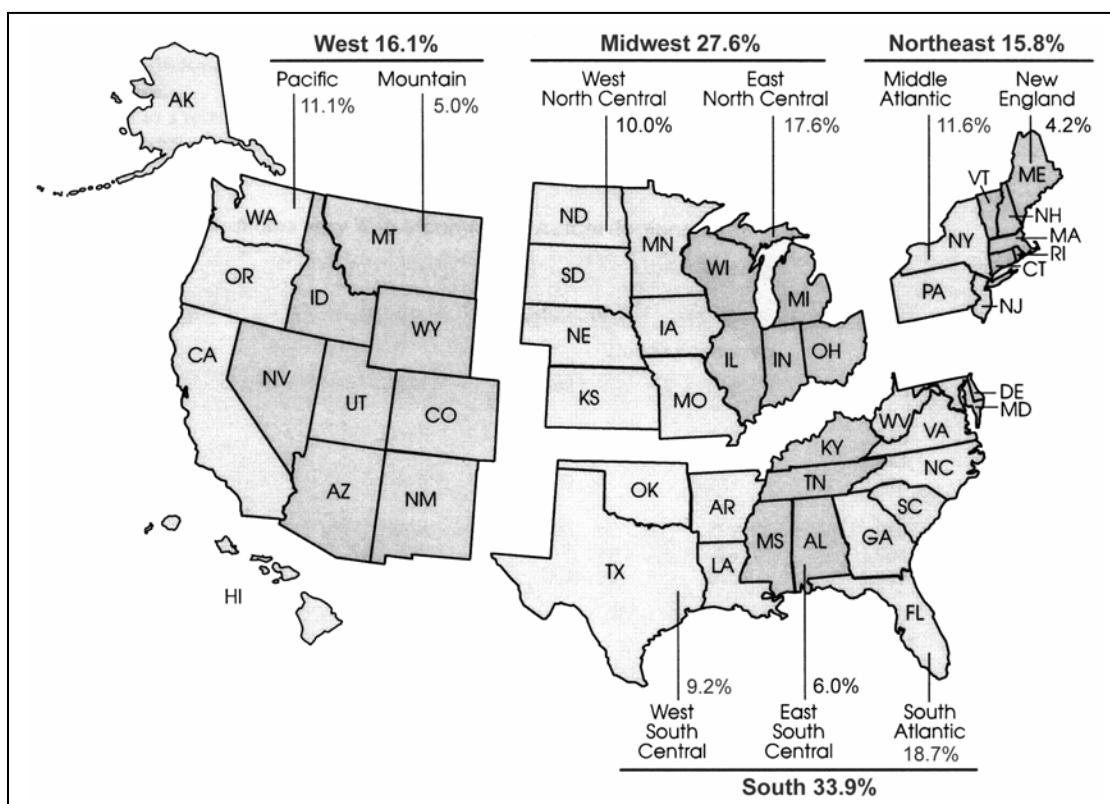 West 16.1%
Pacific
11.1%
Mountain
5.0%
Midwest 27.6%
West
North Central
10.0%
East
North Central
17.6%
Northeast 15.8%
Middle
Atlantic
11.6%
New
England
4.2%
AK
WA
OR
CA
NV
ID
MT
WY
UT
CO
AZ
NM
HI
ND
SD
NE
KS
MN
IA
MO
WI
MI
IL
IN
OH
VT
ME
NH
MA
RI
CT
NY
PA
NJ
DE
MD
WV
VA
KY
NC
TN
SC
OK
AR
TX
LA
MS
AL
GA
FL
9.2%
West
South
Central
6.0%
East
South
Central
South
Atlantic
18.7%
South 33.9%